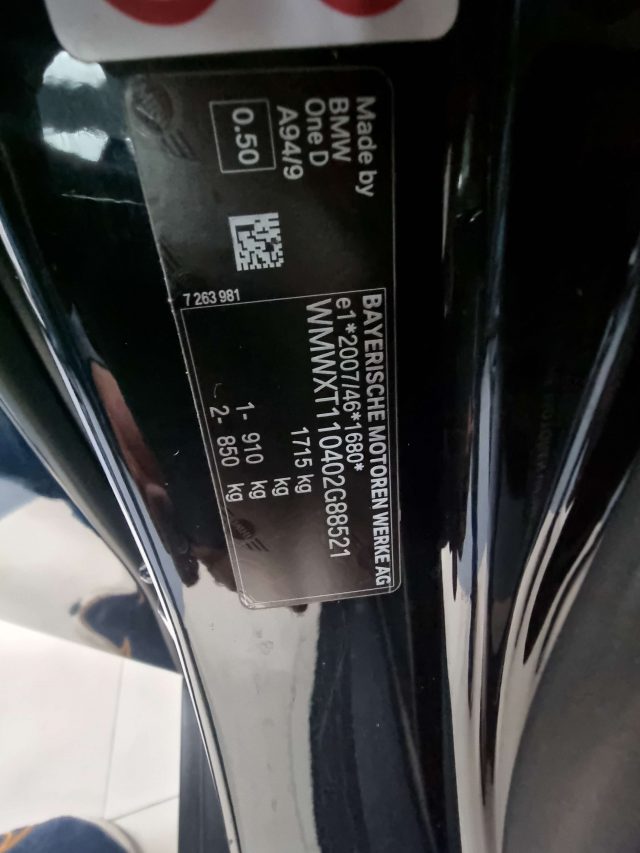 BAYERISCHE MOTOREN WERKE AG
e1*2007/46*1680*
WMWXT110402G88521
1715 kg
kg
1- 910 kg
2- 850 kg
7 263 981
Made by
BMW
One D
A94/9
0.50